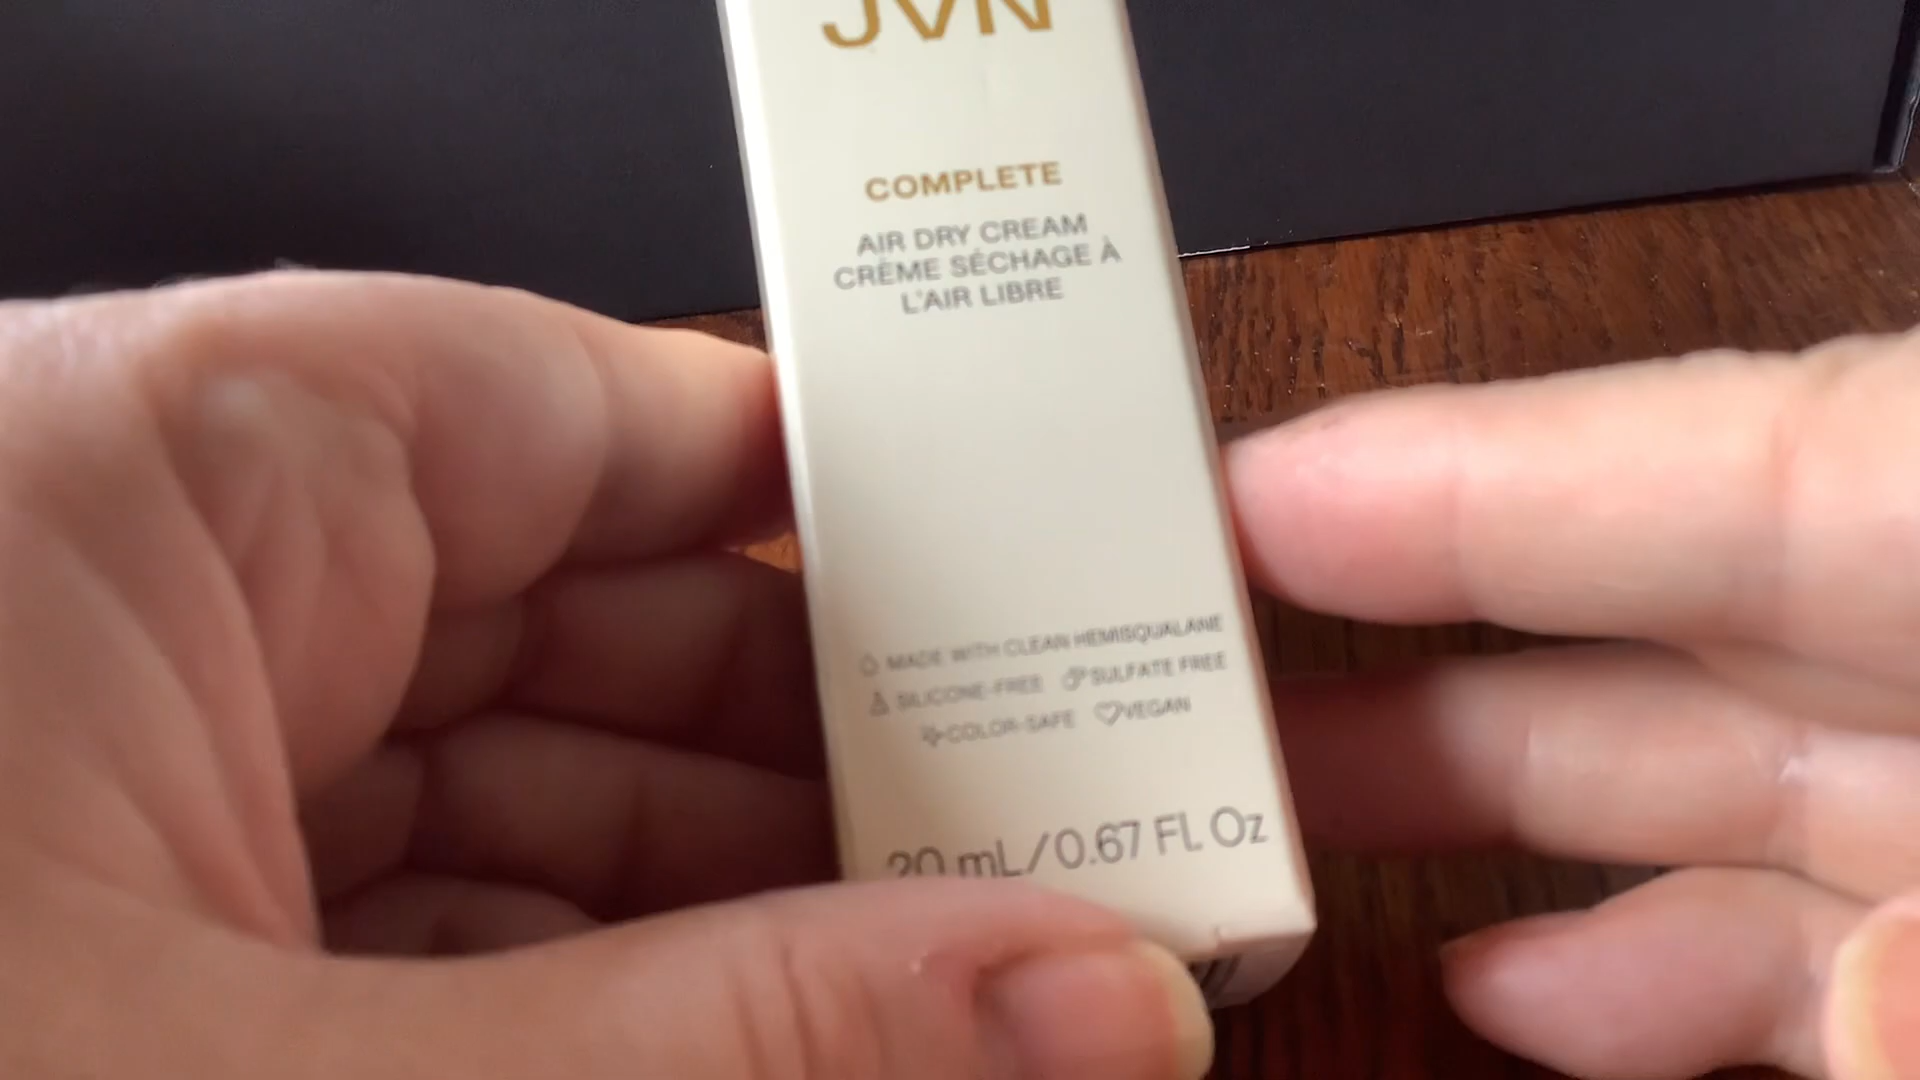 JVN
COMPLETE
AIR DRY CREAM
CRÈME SÉCHAGE À
L'AIR LIBRE
MADE WITH CLEAN HEMISQUALANE
SILICONE-FREE SULFATE FREE
COLOR-SAFE VEGAN
20 mL/0.67 Fl. Oz